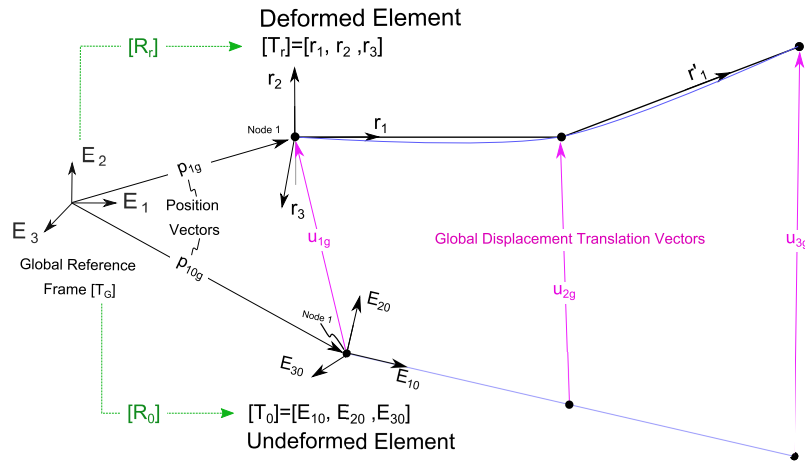 Deformed Element
[Rr]
[Tr]=[r1, r2 ,r3]
r2
r'1
Node 1
r1
E2
p1g
E1
Position
r3
E3
Vectors
u1g
Global Displacement Translation Vectors
u3g
Global Reference
p10g
Frame [TG]
u2g
E20
Node 1
E30
E10
[R0]
[T0]=[E10, E20 ,E30]
Undeformed Element